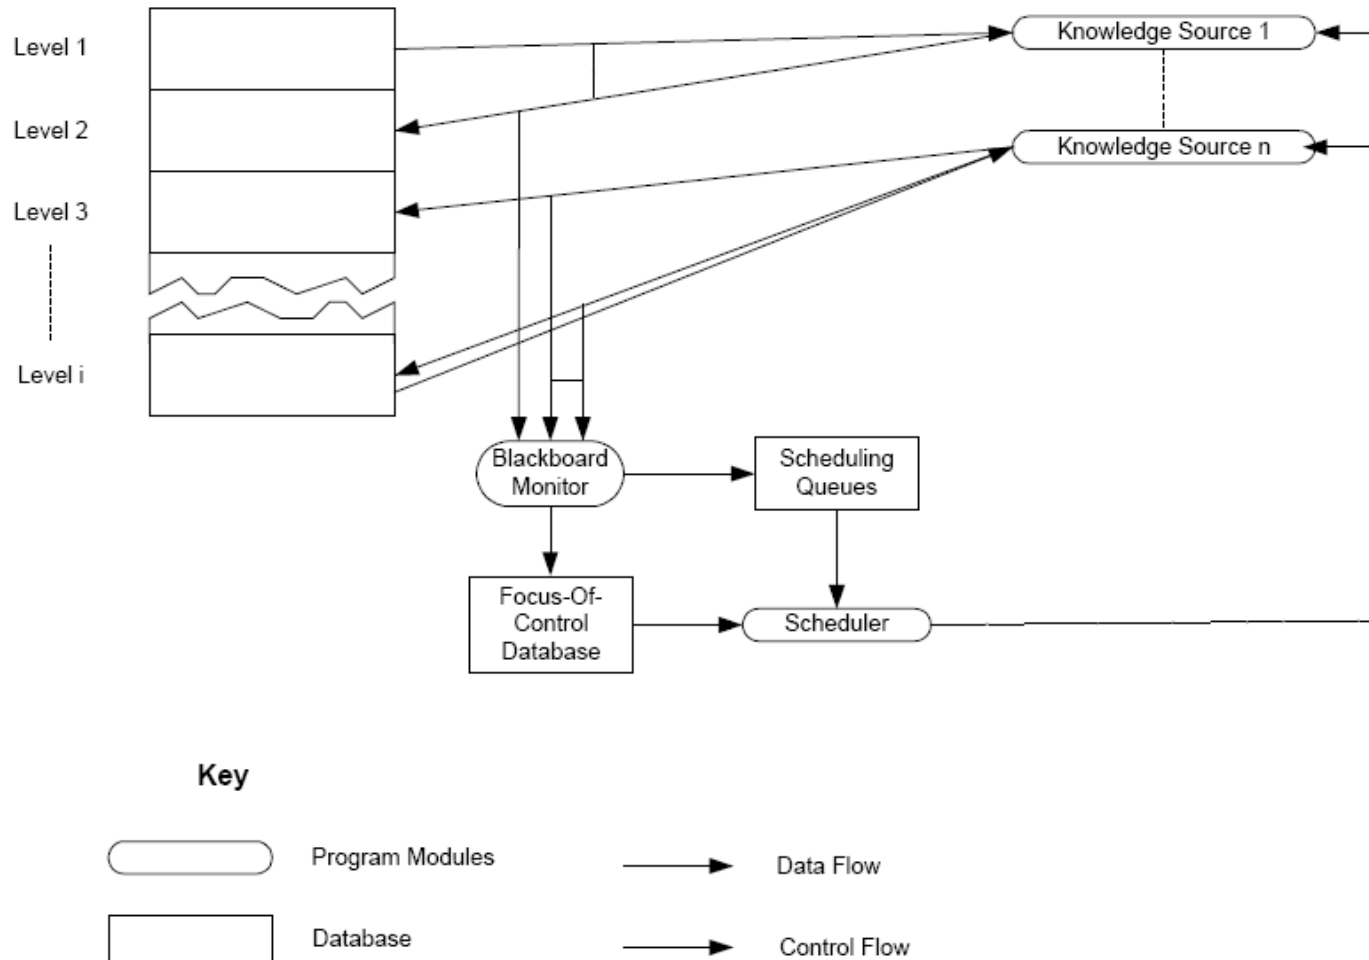 Level 1
Knowledge Source 1
Level 2
Knowledge Source n
Level 3
Level i
Blackboard
Monitor
Scheduling
Queues
Focus-Of-
Control
Database
Scheduler
Key
Program Modules
Data Flow
Database
Control Flow